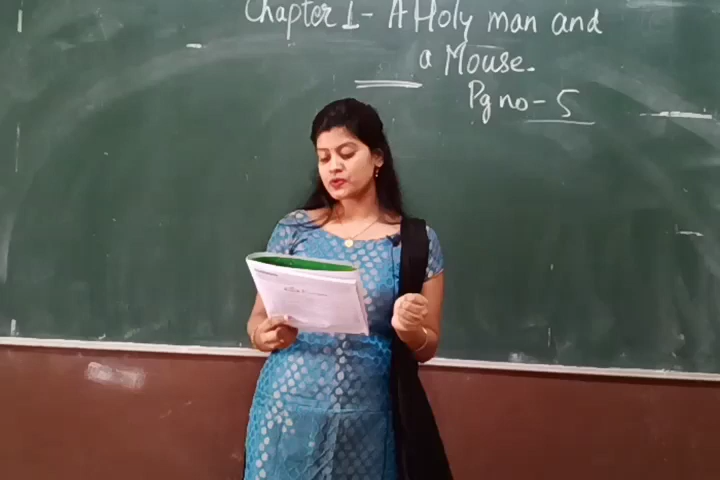 Chapter 1- A Holy man and
a Mouse.
Pg no- 5